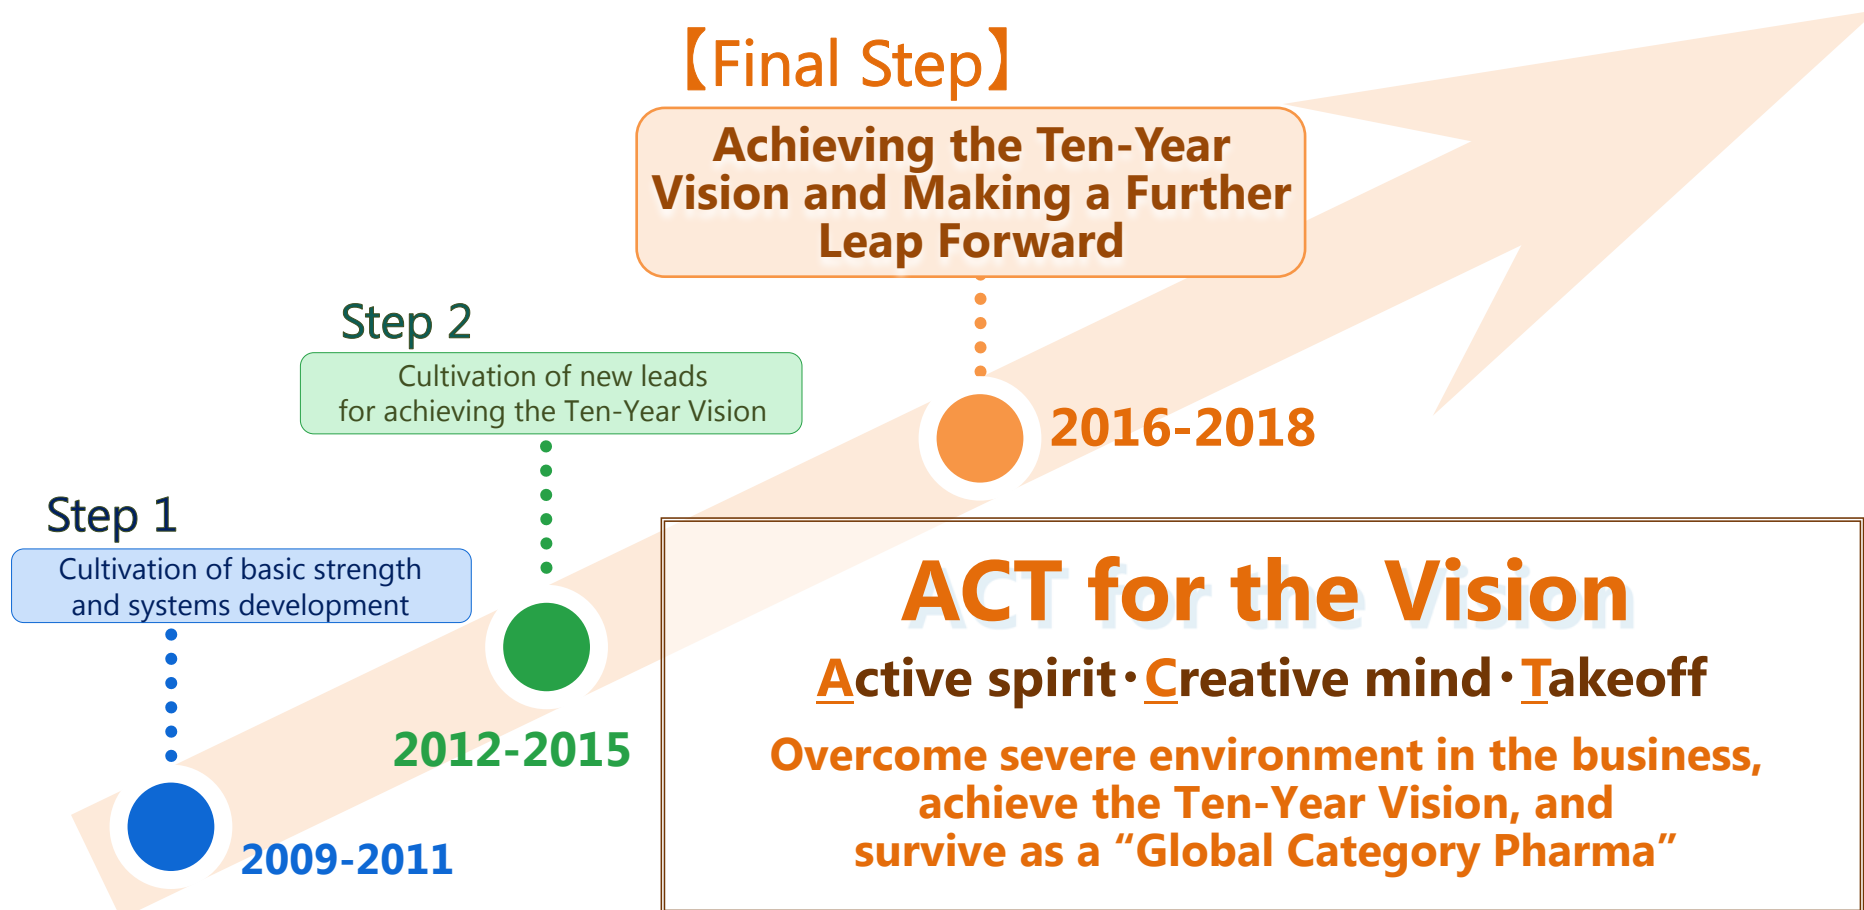 【Final Step】
Achieving the Ten-Year
Vision and Making a Further
Leap Forward
Step 2
Cultivation of new leads
for achieving the Ten-Year Vision
2016-2018
Step 1
Cultivation of basic strength
and systems development
2012-2015
2009-2011
ACT for the Vision
Active spirit・Creative mind・Takeoff
Overcome severe environment in the business,
achieve the Ten-Year Vision, and
survive as a “Global Category Pharma”